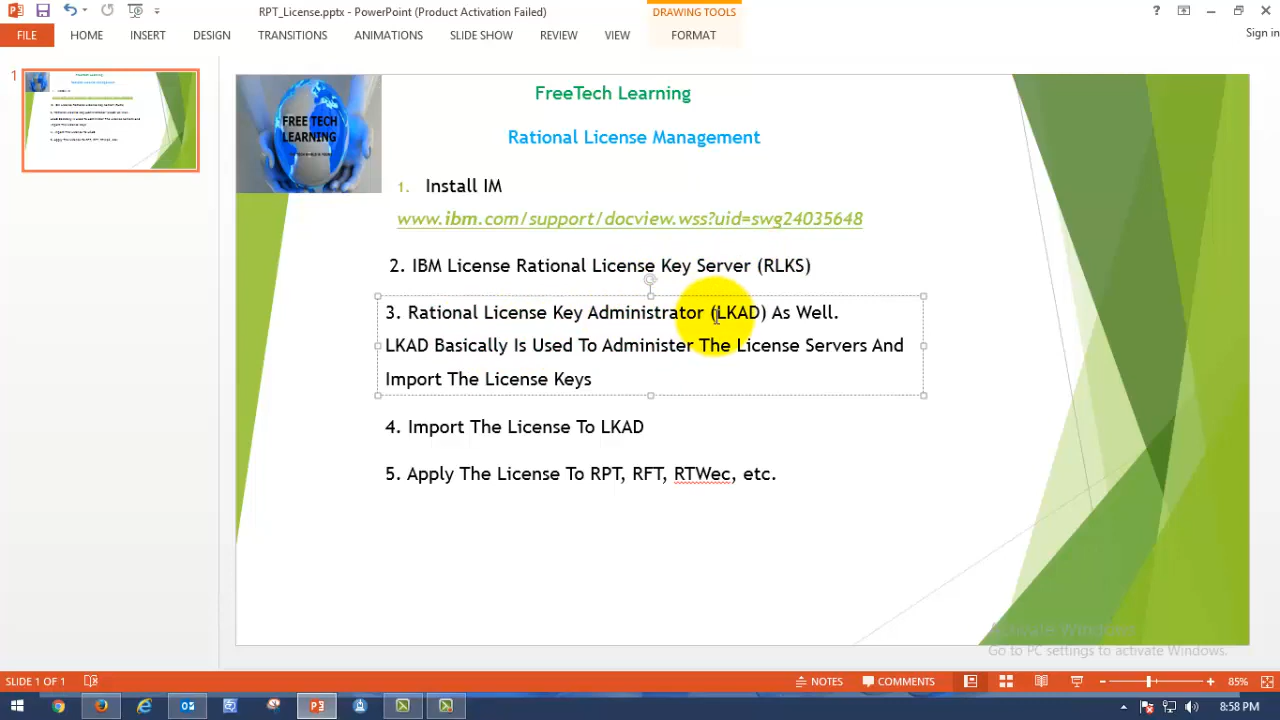 RPT_License.pptx - PowerPoint (Product Activation Failed)
DRAWING TOOLS
?
FILE
HOME
INSERT
DESIGN
TRANSITIONS
ANIMATIONS
SLIDE SHOW
REVIEW
VIEW
FORMAT
Sign in
1
FREE TECH
LEARNING
FreeTech Learning
Rational License Management
1. Install IM
www.ibm.com/support/docview.wss?uid=swg24035648
2. IBM License Rational License Key Server (RLKS)
3. Rational License Key Administrator (LKAD) As Well.
LKAD Basically Is Used To Administer The License Servers And
Import The License Keys
4. Import The License To LKAD
5. Apply The License To RPT, RFT, RTWec, etc.
Activate Windows
Go to PC settings to activate Windows.
SLIDE 1 OF 1
NOTES
COMMENTS
85%
8:58 PM